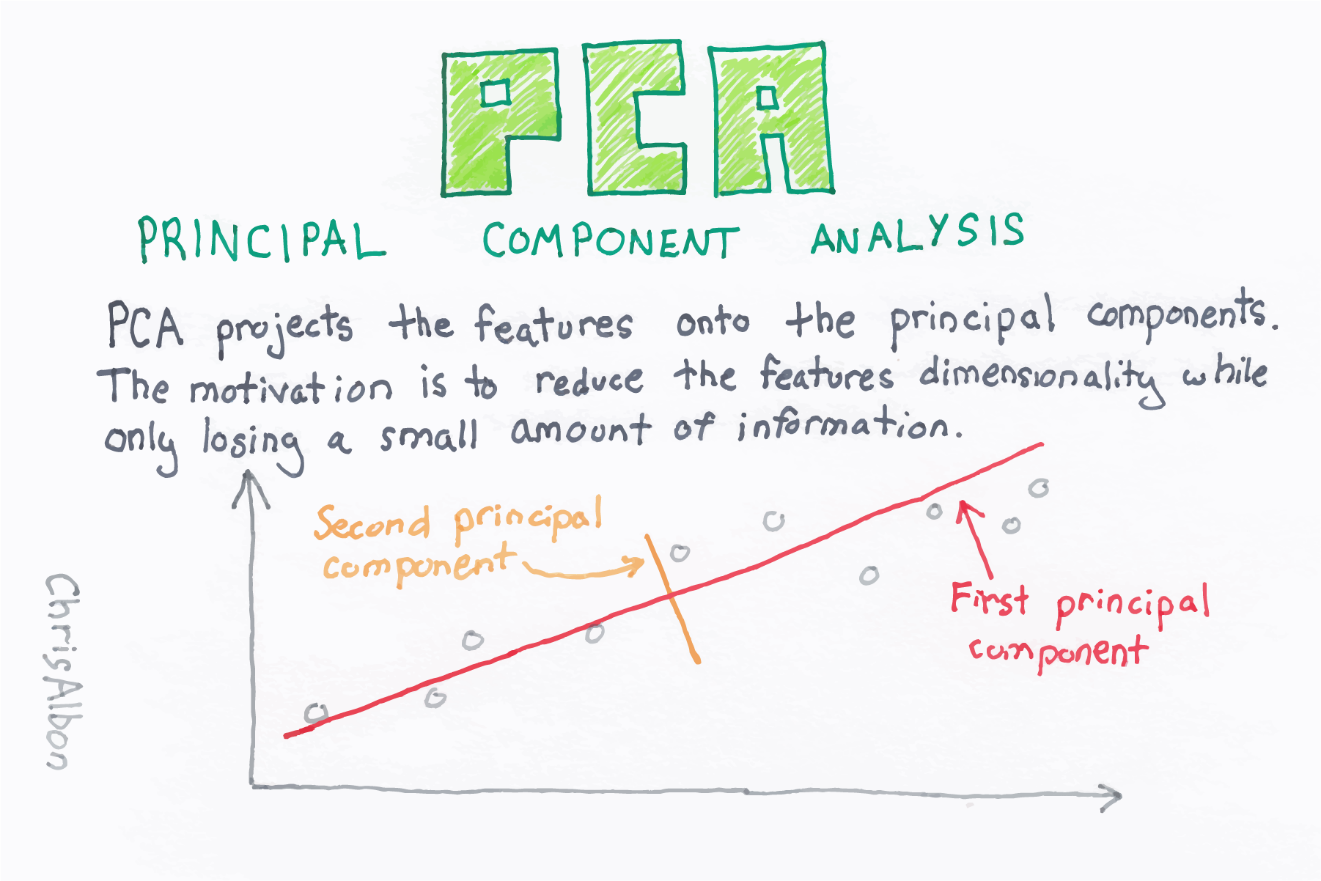 PCA
PRINCIPAL COMPONENT ANALYSIS
PCA projects the features onto the principal components.
The motivation is to reduce the features dimensionality while
only losing a small amount of information.
Second principal
component
First principal
component
ChrisAlbon